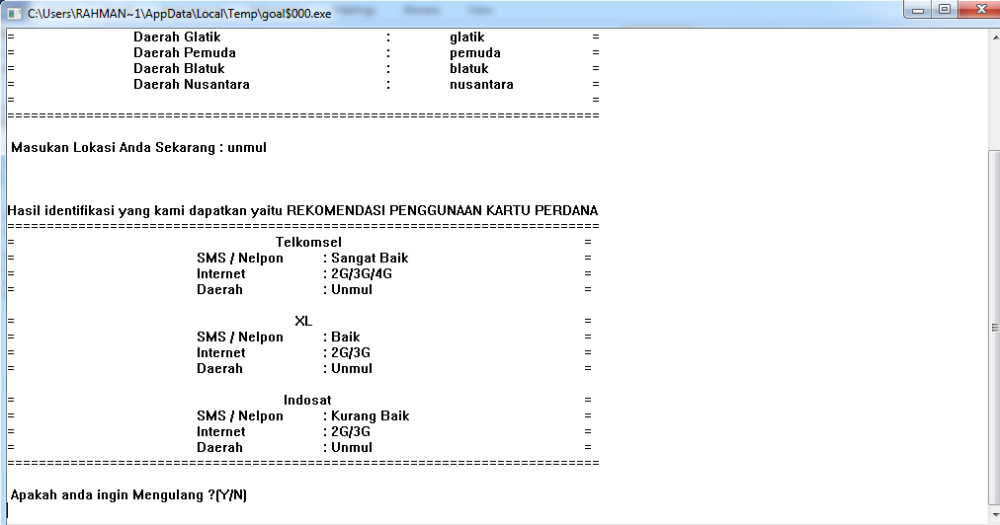 C:\Users\RAHMAN~1\AppData\Local\Temp\goal$000.exe
= Daerah Glatik : glatik =
= Daerah Pemuda : pemuda =
= Daerah Blatuk : blatuk =
= Daerah Nusantara : nusantara =
= =
===========================================================================
Masukan Lokasi Anda Sekarang : unmul
Hasil identifikasi yang kami dapatkan yaitu REKOMENDASI PENGGUNAAN KARTU PERDANA
===========================================================================
= Telkomsel =
= SMS / Nelpon : Sangat Baik =
= Internet : 2G/3G/4G =
= Daerah : Unmul =
= XL =
= SMS / Nelpon : Baik =
= Internet : 2G/3G =
= Daerah : Unmul =
= Indosat =
= SMS / Nelpon : Kurang Baik =
= Internet : 2G/3G =
= Daerah : Unmul =
===========================================================================
Apakah anda ingin Mengulang ?(Y/N)